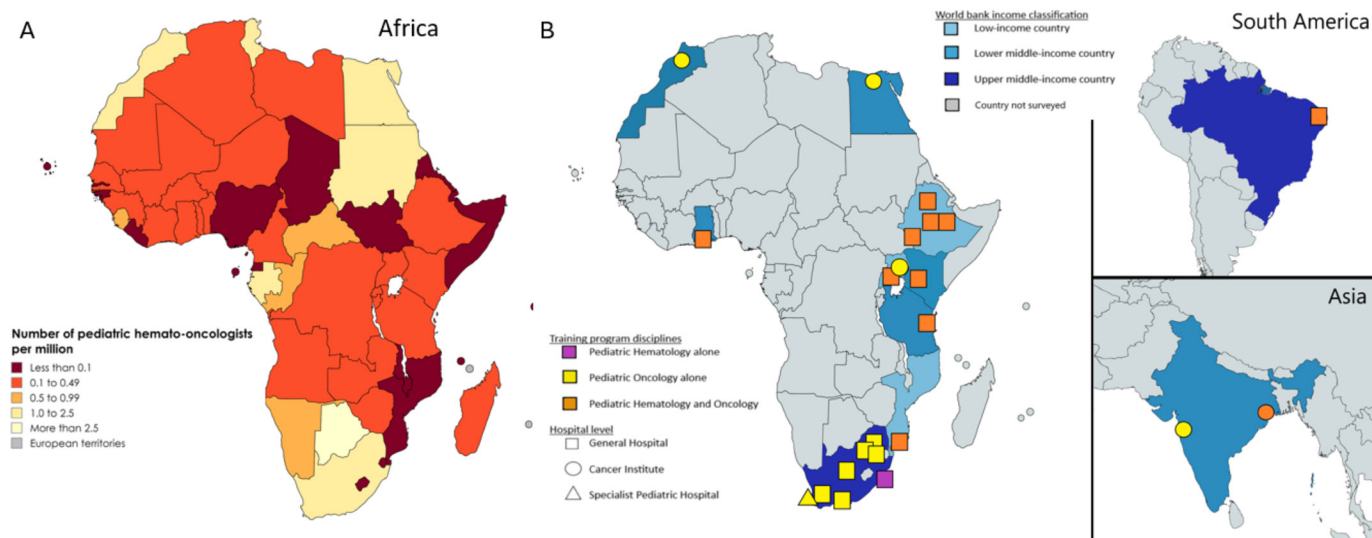 A
Africa
Number of pediatric hemato-oncologists
per million
Less than 0.1
0.1 to 0.49
0.5 to 0.99
1.0 to 2.5
More than 2.5
European territories
B
World bank income classification
Low-income country
Lower middle-income country
Upper middle-income country
Country not surveyed
Training program disciplines
Pediatric Hematology alone
Pediatric Oncology alone
Pediatric Hematology and Oncology
Hospital level
General Hospital
Cancer Institute
Specialist Pediatric Hospital
South America
Asia